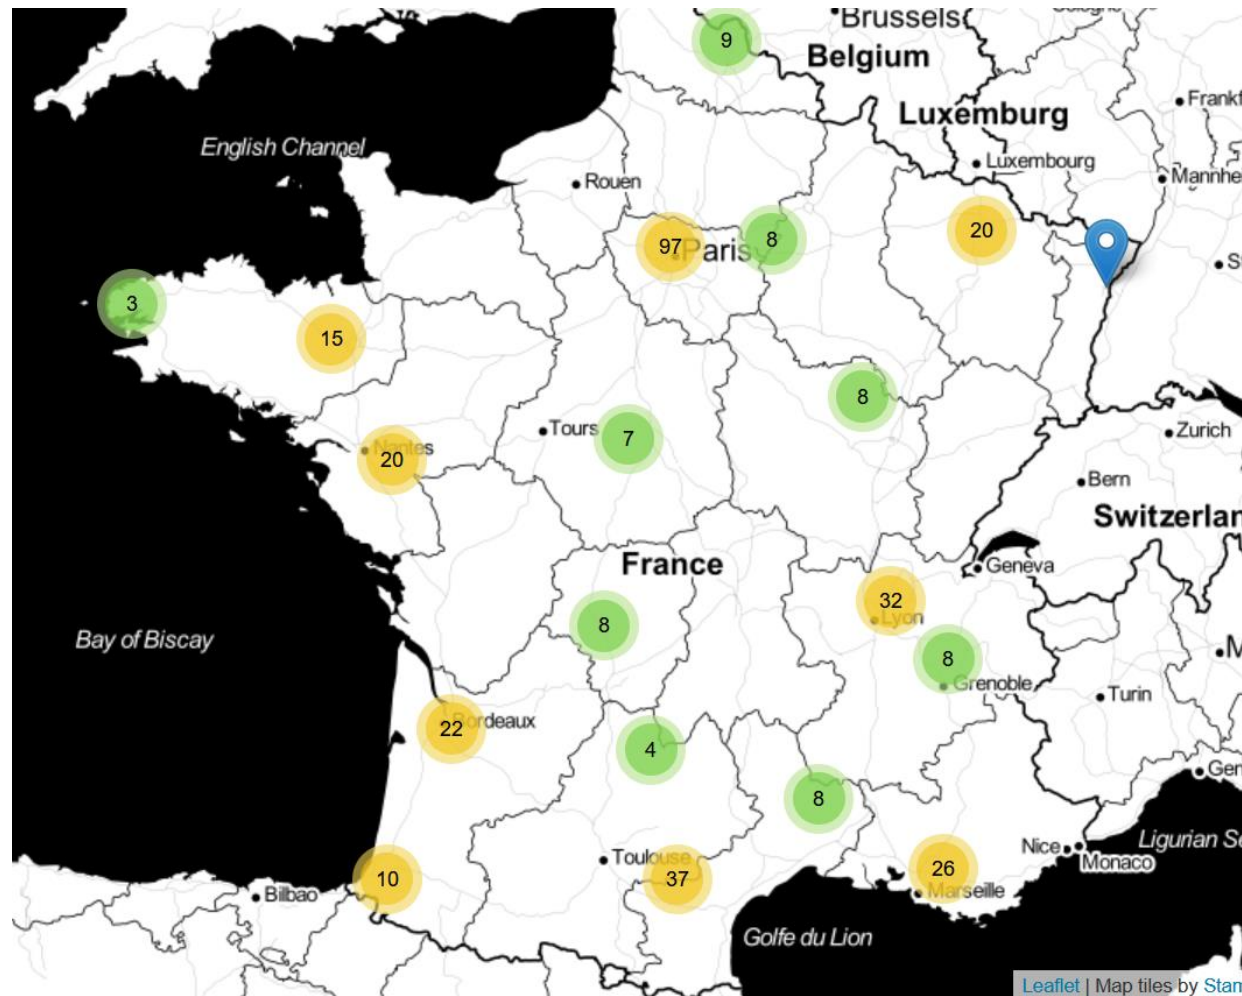 Brussels
9
Belgium
Frankf
Luxemburg
English Channel
Luxembourg
Mannhe
Rouen
97
Paris
8
20
3
15
8
Tours
7
Zurich
Nantes
20
Bern
Switzerlan
France
Geneva
32
Lyon
8
Bay of Biscay
8
Grenoble
Turin
22
Bordeaux
4
Gen
8
Nice
Monaco
Ligurian Se
Toulouse
10
37
26
Bilbao
Marseille
Golfe du Lion
Leaflet | Map tiles by Stam